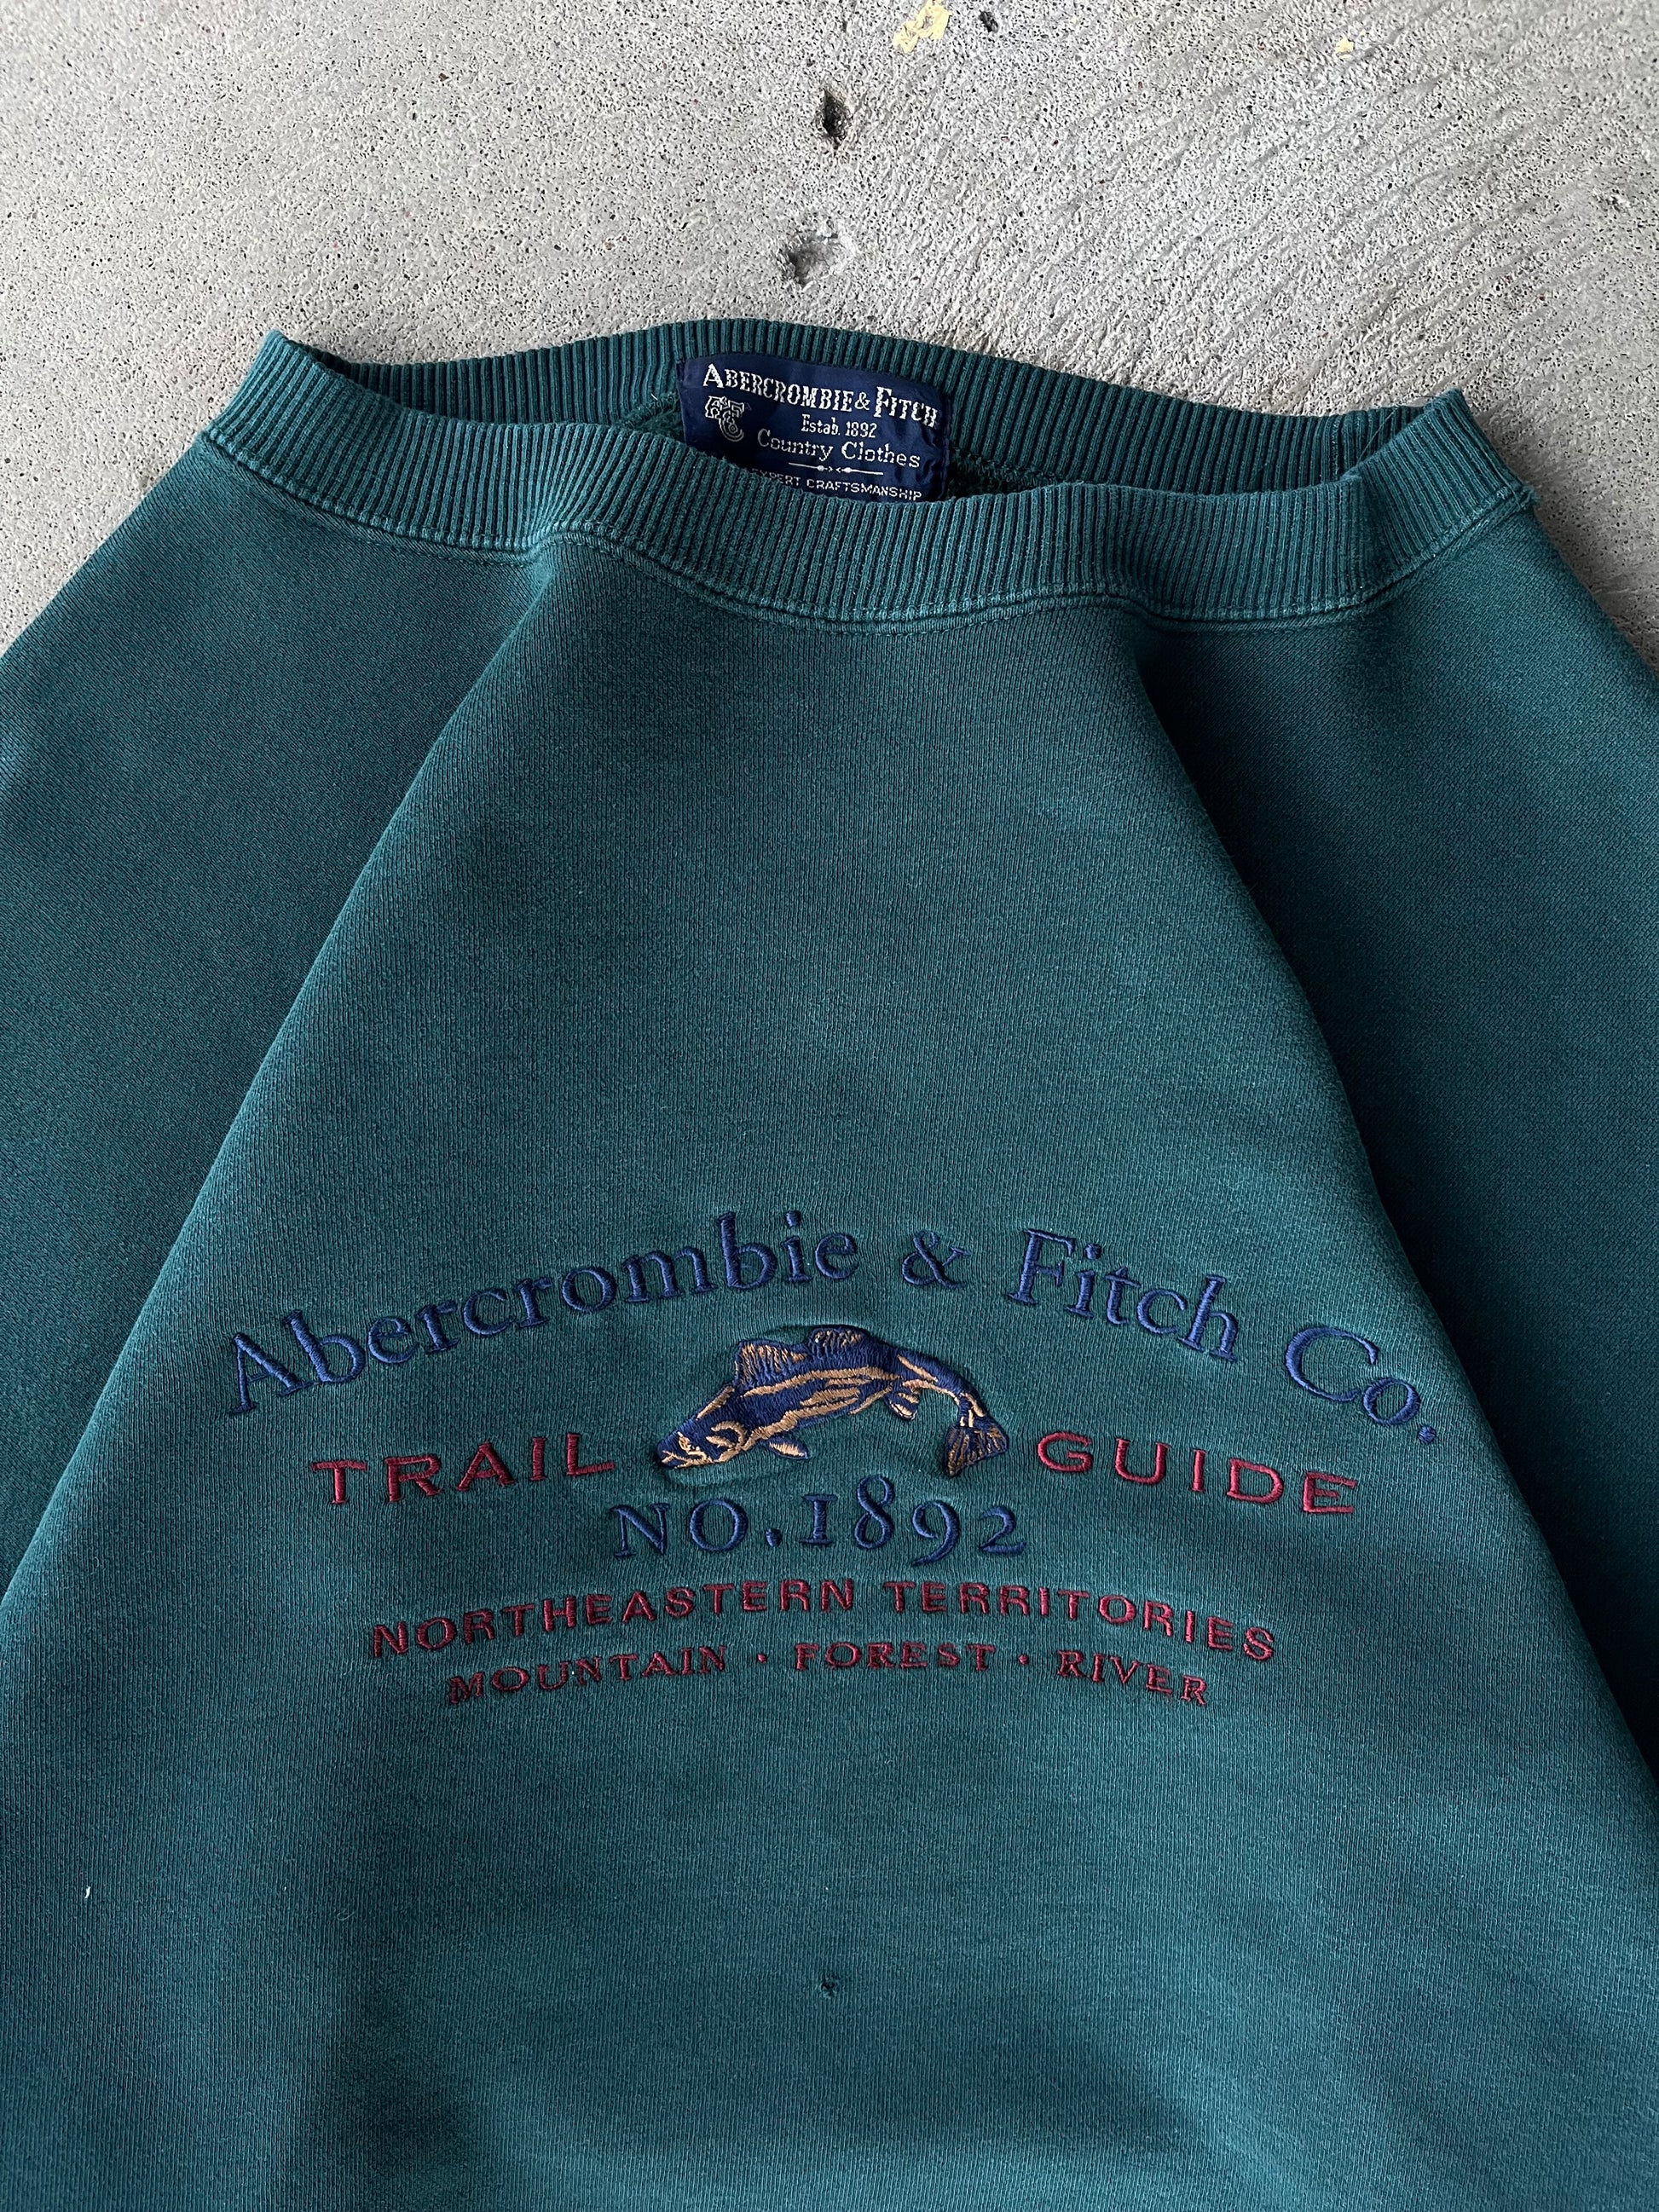 ABERCROMBIE & FITCH
Estab. 1892
Country Clothes
EXPERT CRAFTSMANSHIP
Abercrombie & Fitch Co.
TRAIL GUIDE
NO. 1892
NORTHEASTERN TERRITORIES
MOUNTAIN · FOREST · RIVER